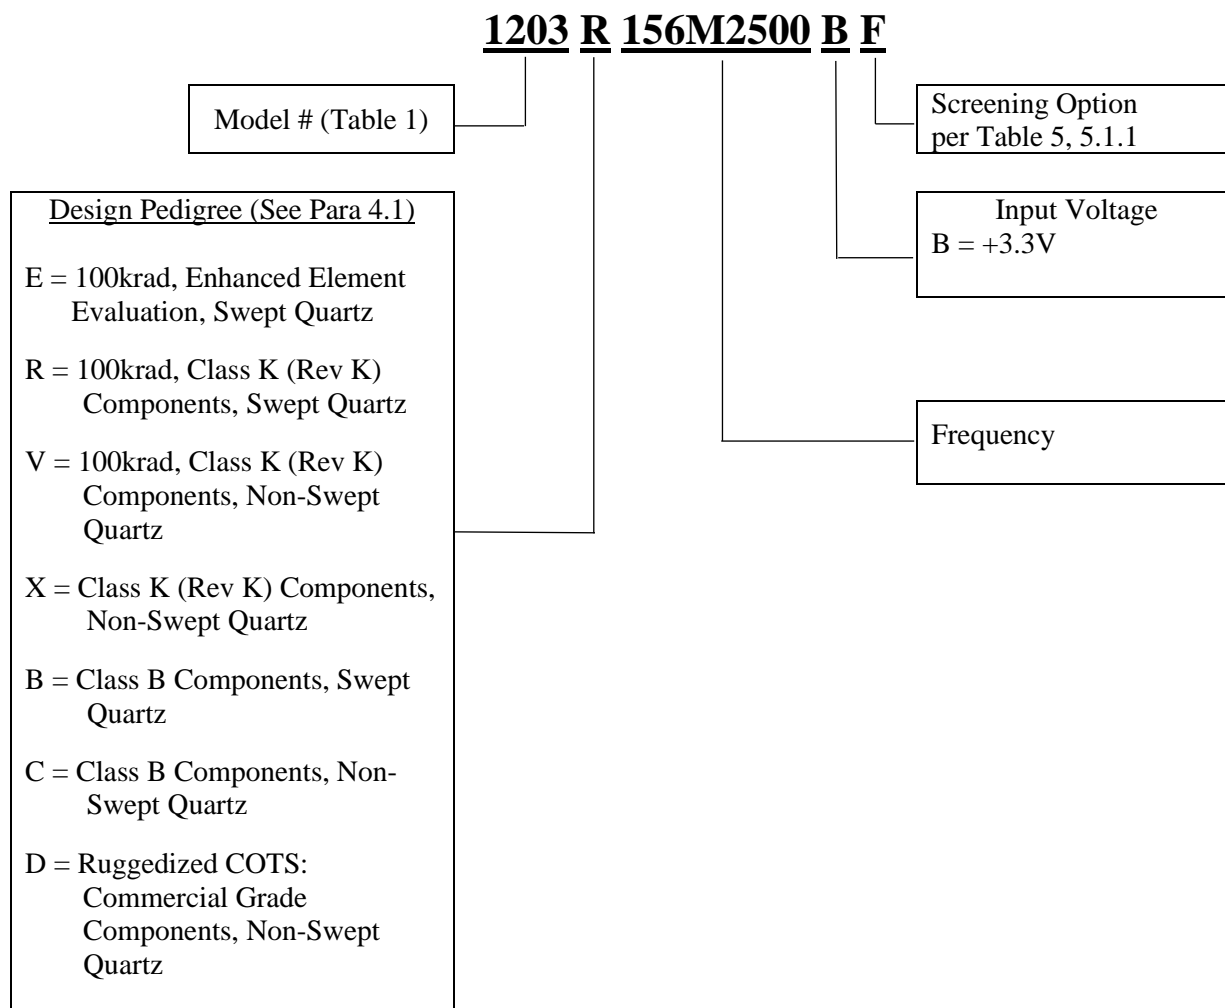 1203 R 156M2500 B F
Model # (Table 1)
Screening Option
per Table 5, 5.1.1
Design Pedigree (See Para 4.1)
E = 100krad, Enhanced Element
Evaluation, Swept Quartz
R = 100krad, Class K (Rev K)
Components, Swept Quartz
V = 100krad, Class K (Rev K)
Components, Non-Swept
Quartz
X = Class K (Rev K) Components,
Non-Swept Quartz
B = Class B Components, Swept
Quartz
C = Class B Components, Non-
Swept Quartz
D = Ruggedized COTS:
Commercial Grade
Components, Non-Swept
Quartz
Input Voltage
B = +3.3V
Frequency